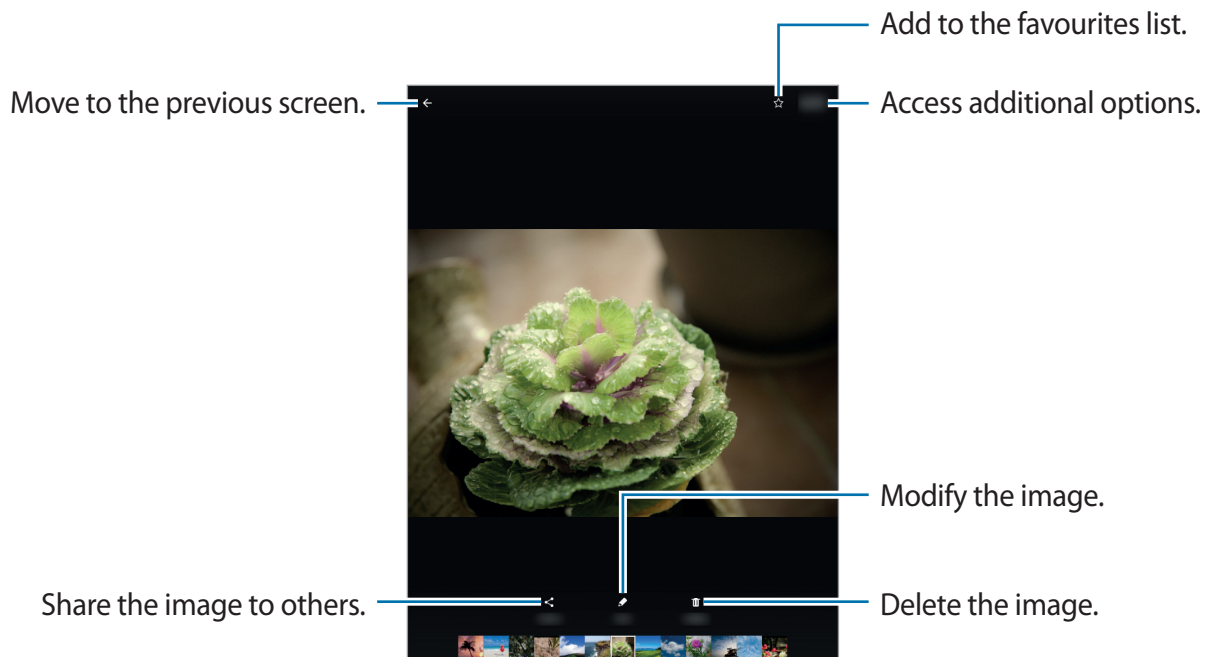 Add to the favourites list.
Move to the previous screen.
Access additional options.
Modify the image.
Share the image to others.
Delete the image.